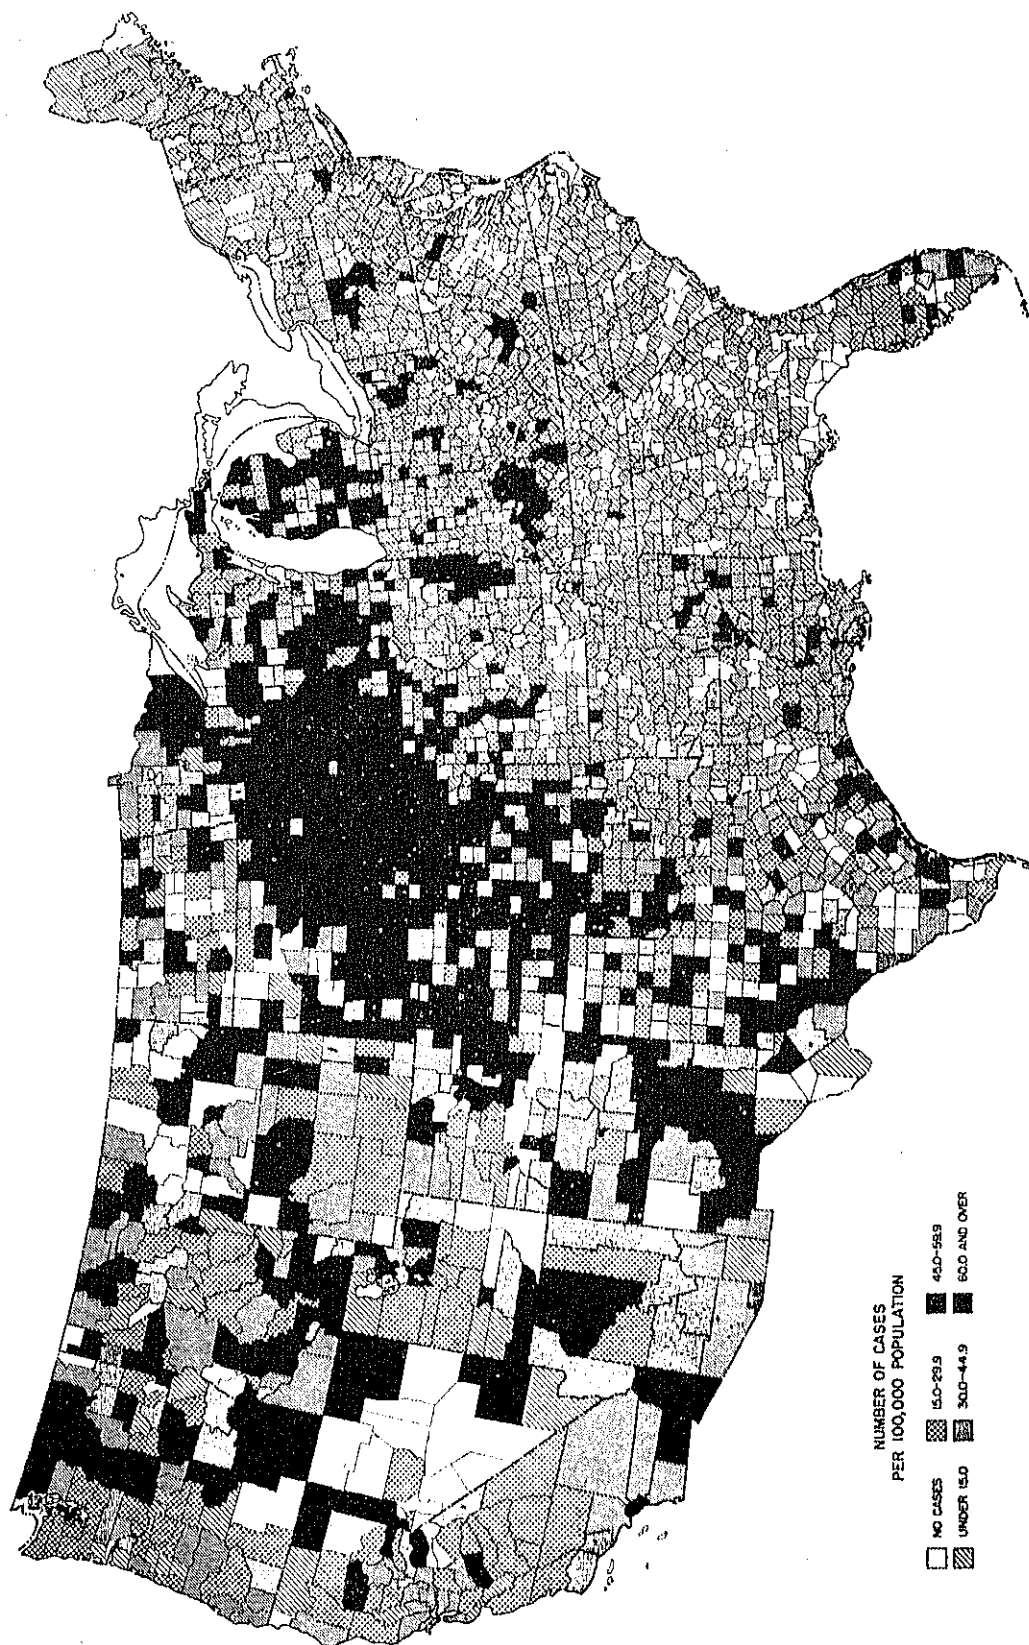 NUMBER OF CASES
PER 100,000 POPULATION
NO CASES
UNDER 15.0
15.0-29.9
30.0-44.9
45.0-59.9
60.0 AND OVER